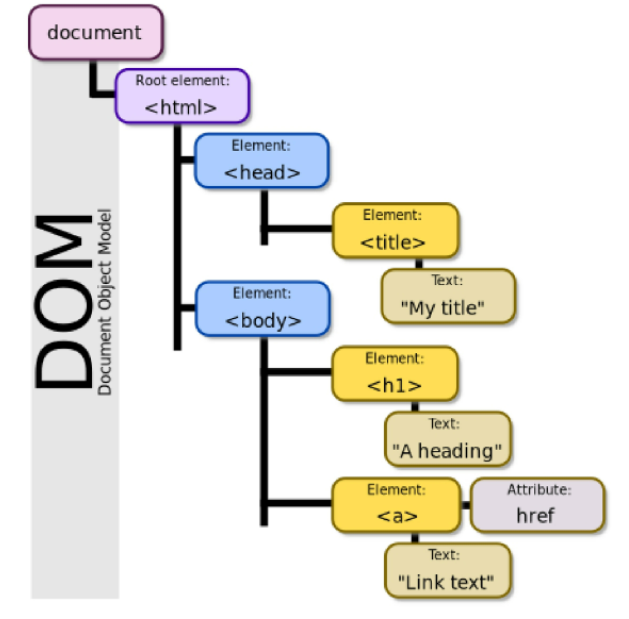 document
Root element:
<html>
Element:
<head>
Element:
<title>
Text:
"My title"
Element:
<body>
Element:
<h1>
Text:
"A heading"
Element:
<a>
Attribute:
href
Text:
"Link text"
DOM
Document Object Model